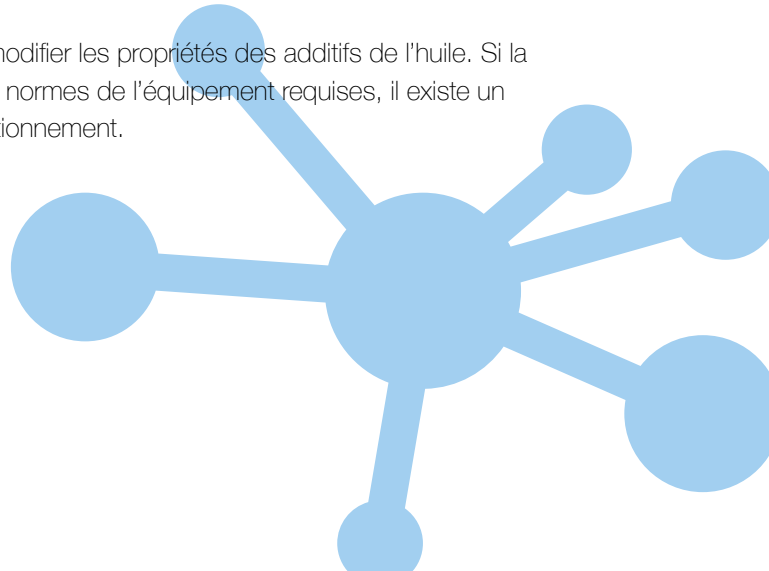 modifier les propriétés des additifs de l’huile. Si la
normes de l’équipement requises, il existe un
tionnement.